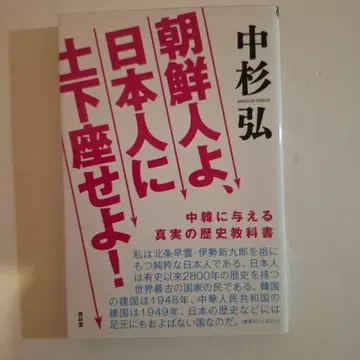 朝鮮人よ、
日本人に
土下座せよ!
中杉 弘
NAKASUGI HIROSHI
中韓に与える
真実の歴史教科書
私は北条早雲・伊勢新九郎を祖に
もつ純粋な日本人である。日本人
は有史以来2800年の歴史を持つ
世界最古の国家の民である。韓国
の建国は1948年、中華人民共和国の
建国は1949年、日本の歴史などには
足元にもおよばない国なのだ。